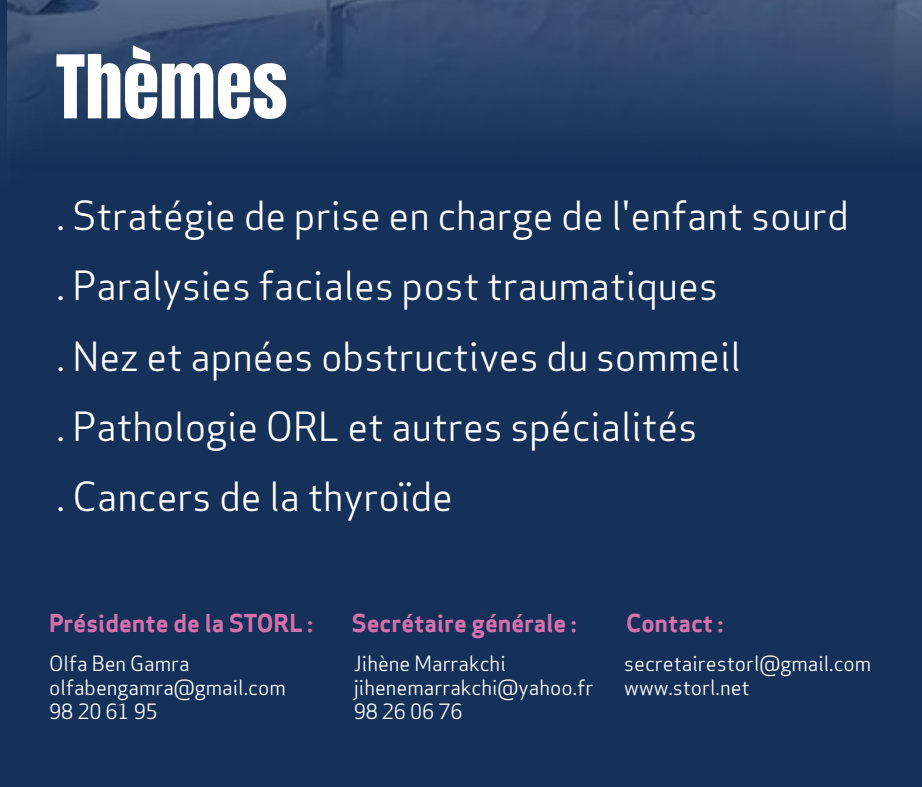 Thèmes
. Stratégie de prise en charge de l'enfant sourd
. Paralysies faciales post traumatiques
. Nez et apnées obstructives du sommeil
. Pathologie ORL et autres spécialités
. Cancers de la thyroïde
Présidente de la STORL :
Olfa Ben Gamra
olfabengamra@gmail.com
98 20 61 95
Secrétaire générale :
Jihène Marrakchi
jihenemarrakchi@yahoo.fr
98 26 06 76
Contact :
secretairestorl@gmail.com
www.storl.net